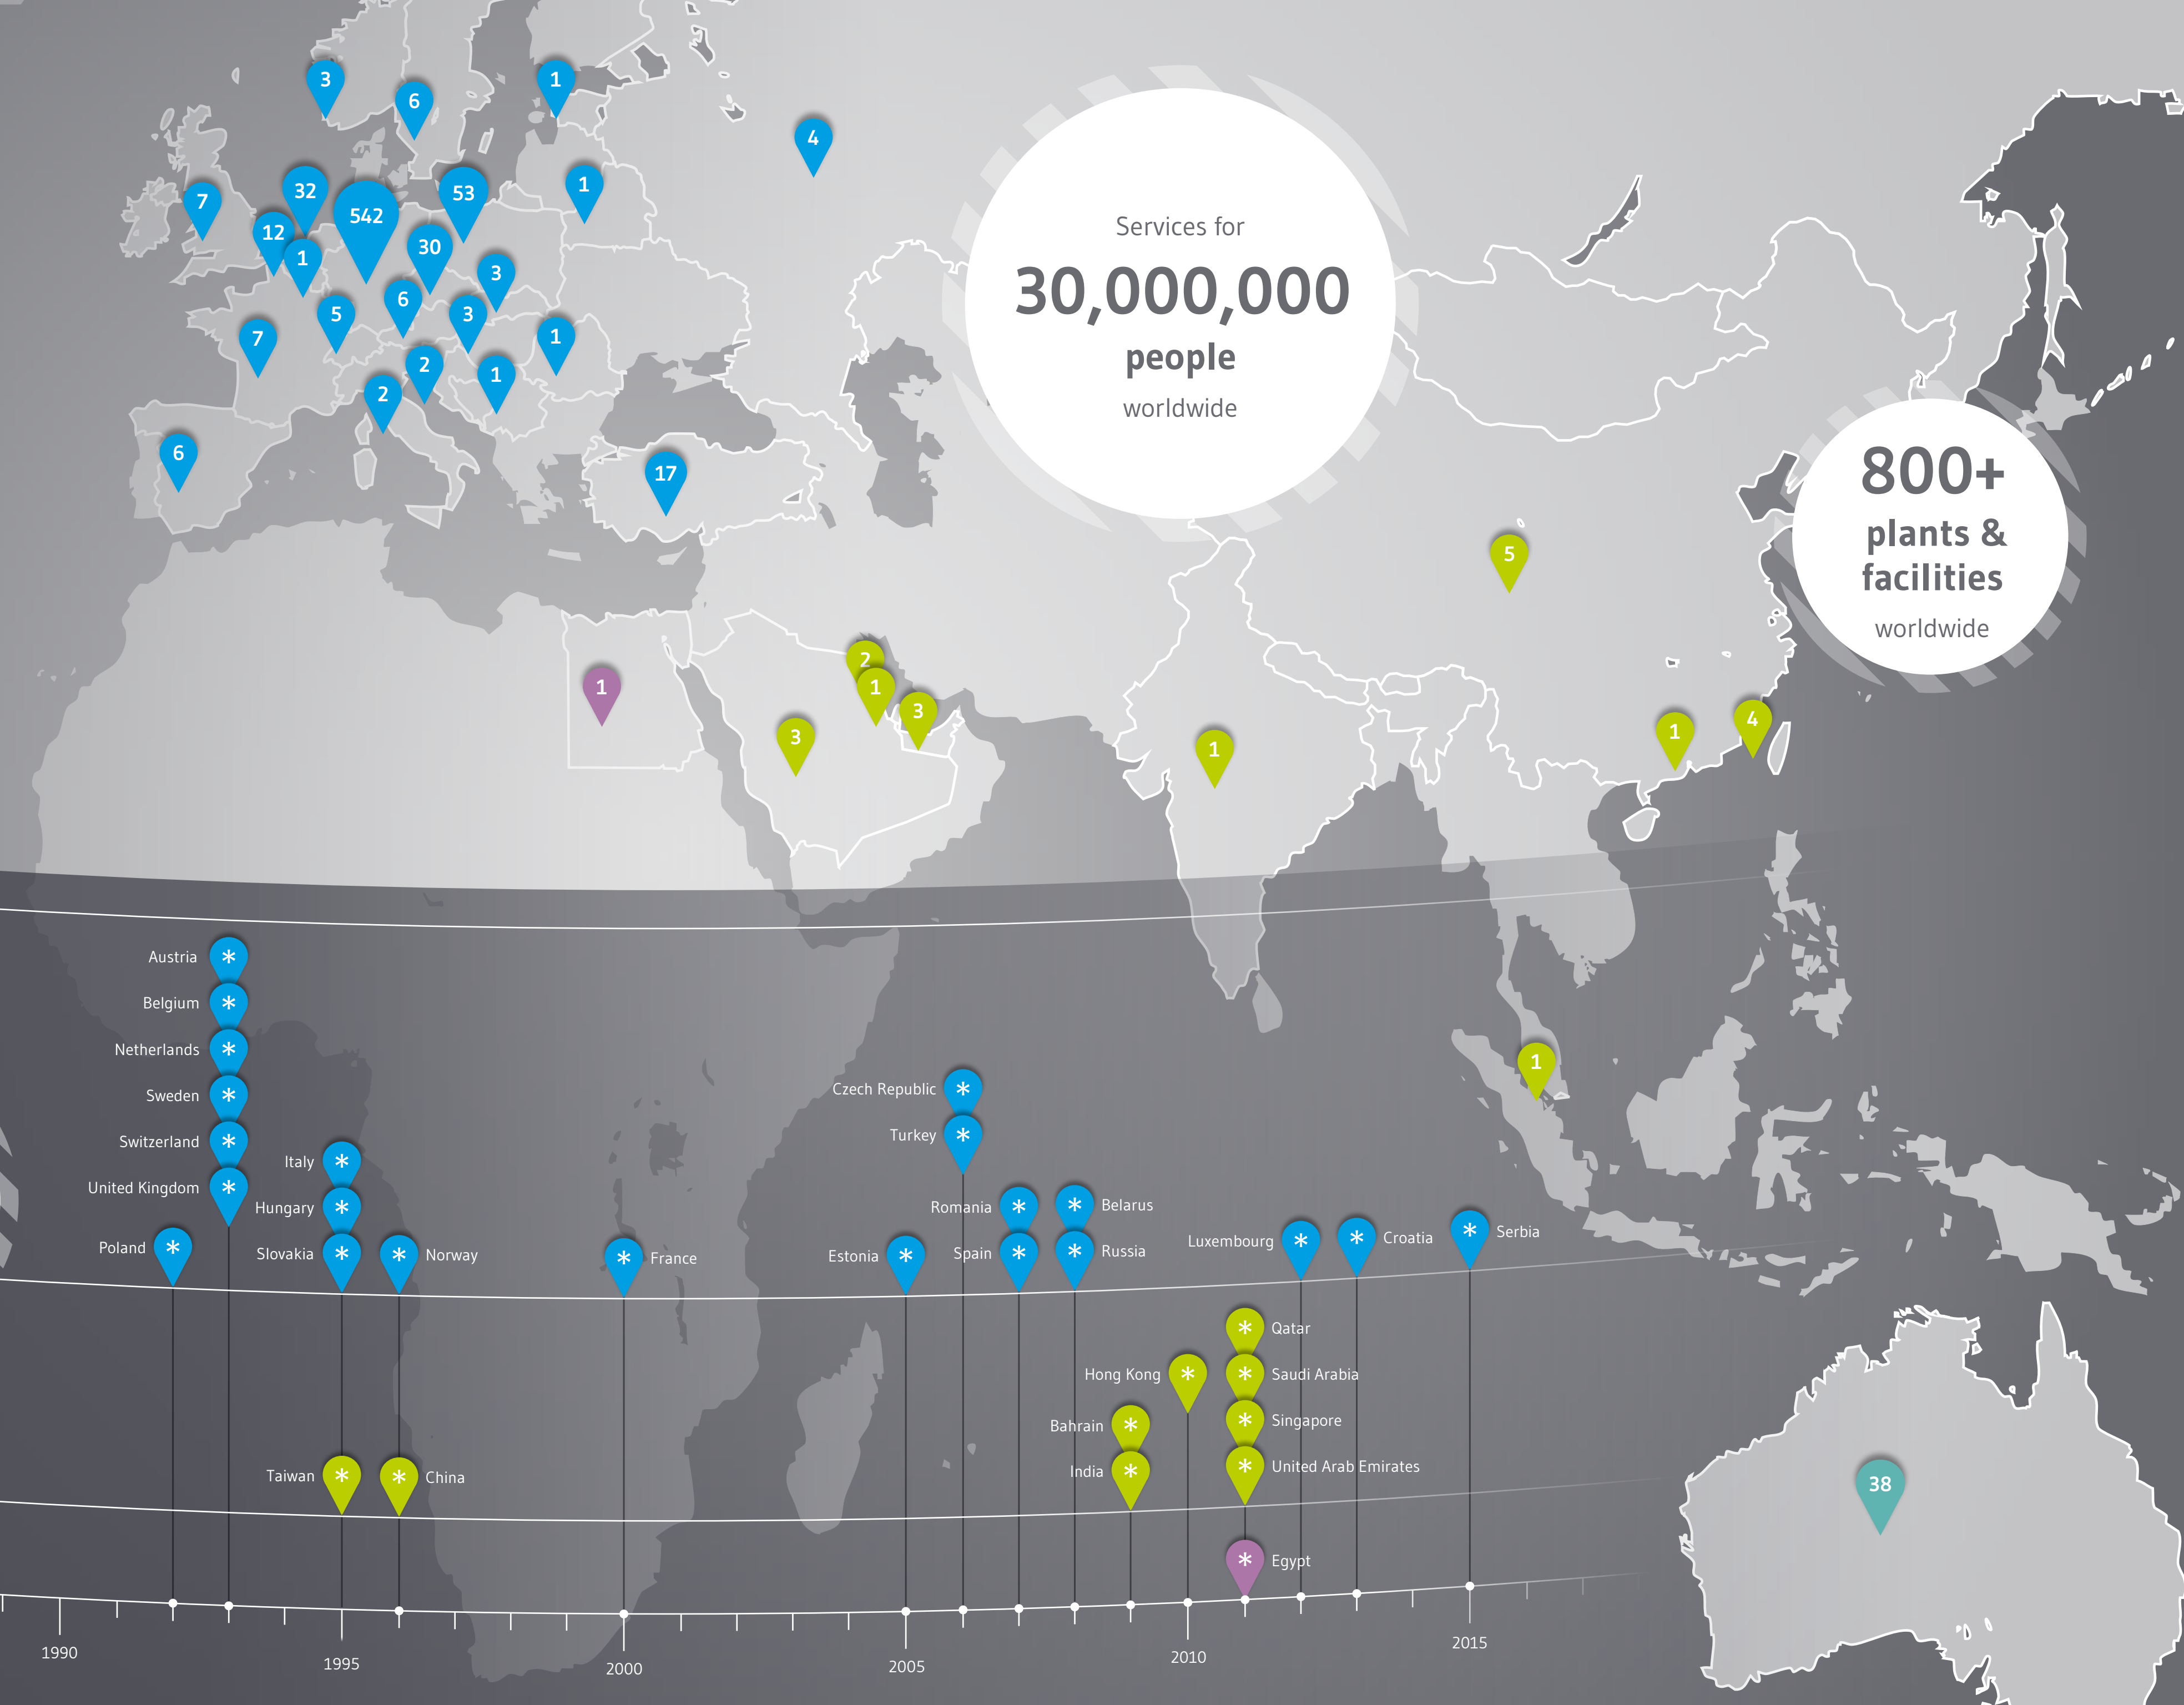 3
6
1
4
7
32
542
53
1
12
1
30
3
6
5
3
7
1
2
1
2
6
17
Services for
30,000,000
people
worldwide
800+
plants &
facilities
worldwide
5
1
2
1
3
3
1
1
4
1
38
Austria *
Belgium *
Netherlands *
Sweden *
Switzerland *
United Kingdom *
Poland *
Italy *
Hungary *
Slovakia *
* Norway
* France
Czech Republic *
Turkey *
Estonia *
Romania *
Spain *
* Belarus
* Russia
Luxembourg *
* Croatia
* Serbia
Taiwan *
* China
Bahrain *
India *
Hong Kong *
* Qatar
* Saudi Arabia
* Singapore
* United Arab Emirates
* Egypt
1990
1995
2000
2005
2010
2015